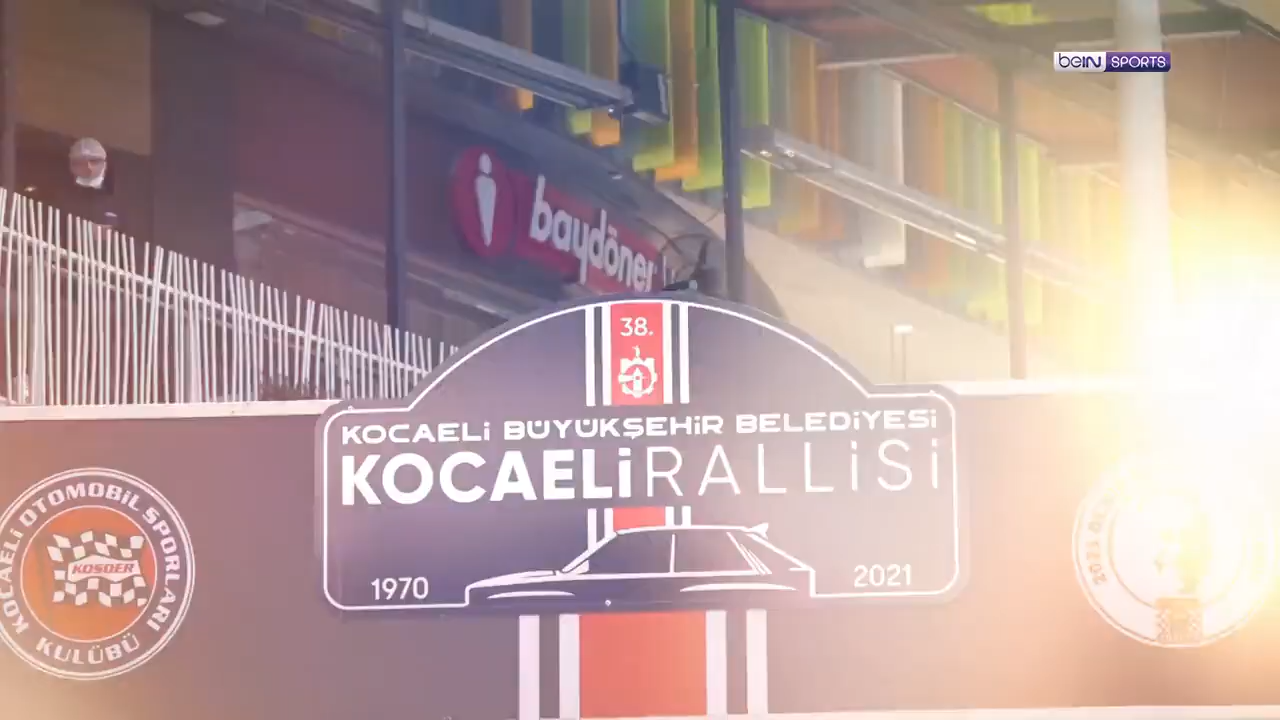 beIN SPORTS
baydöner
38.
KOCAELİ BÜYÜKŞEHİR BELEDİYESİ
KOCAELİ RALLİSİ
1970
2021
KOCAELİ OTOMOBİL SPORLARI
KOSDER
KULÜBÜ